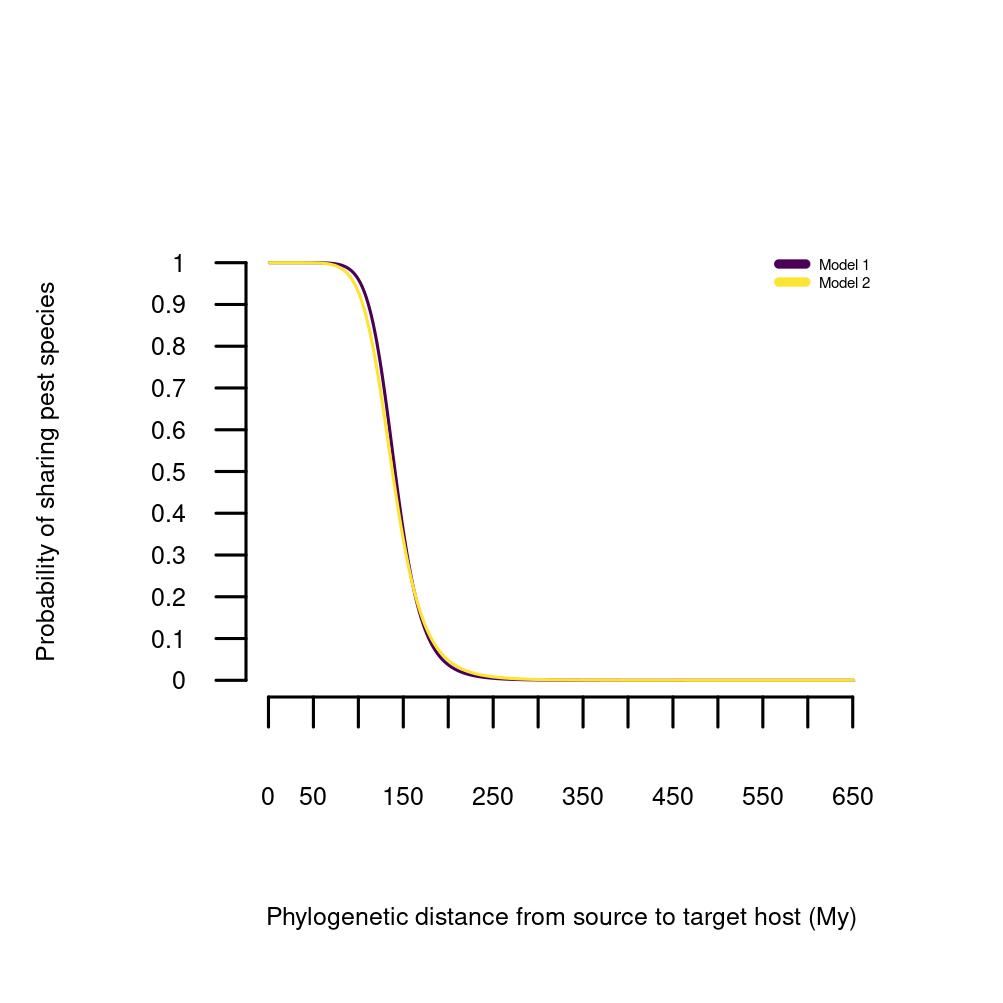 Model 1
Model 2
Probability of sharing pest species
1
0.9
0.8
0.7
0.6
0.5
0.4
0.3
0.2
0.1
0
0 50 150 250 350 450 550 650
Phylogenetic distance from source to target host (My)